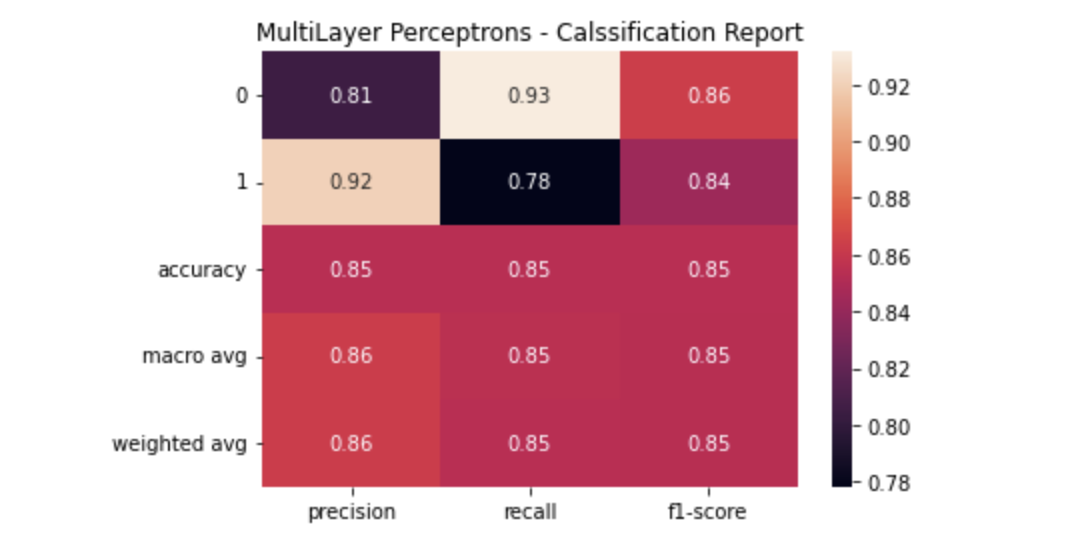 MultiLayer Perceptrons - Calssification Report
0 0.81 0.93 0.86 0.92
0.90
1 0.92 0.78 0.84 0.88
accuracy 0.85 0.85 0.85 0.86
0.84
macro avg 0.86 0.85 0.85 0.82
0.80
weighted avg 0.86 0.85 0.85 0.78
precision recall f1-score